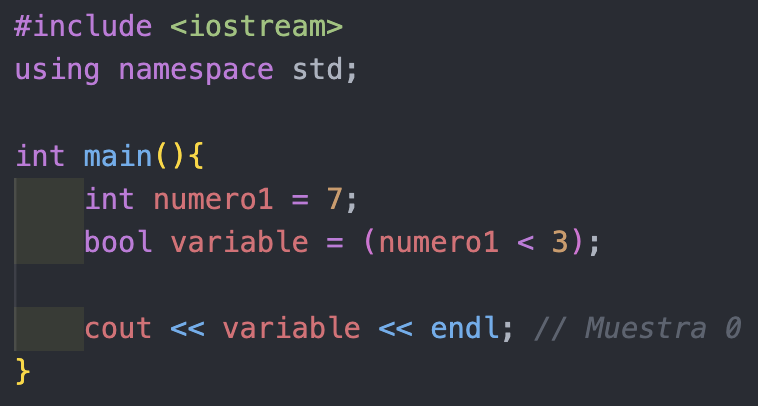 #include <iostream>
using namespace std;
int main(){
int numero1 = 7;
bool variable = (numero1 < 3);
cout << variable << endl; // Muestra 0
}